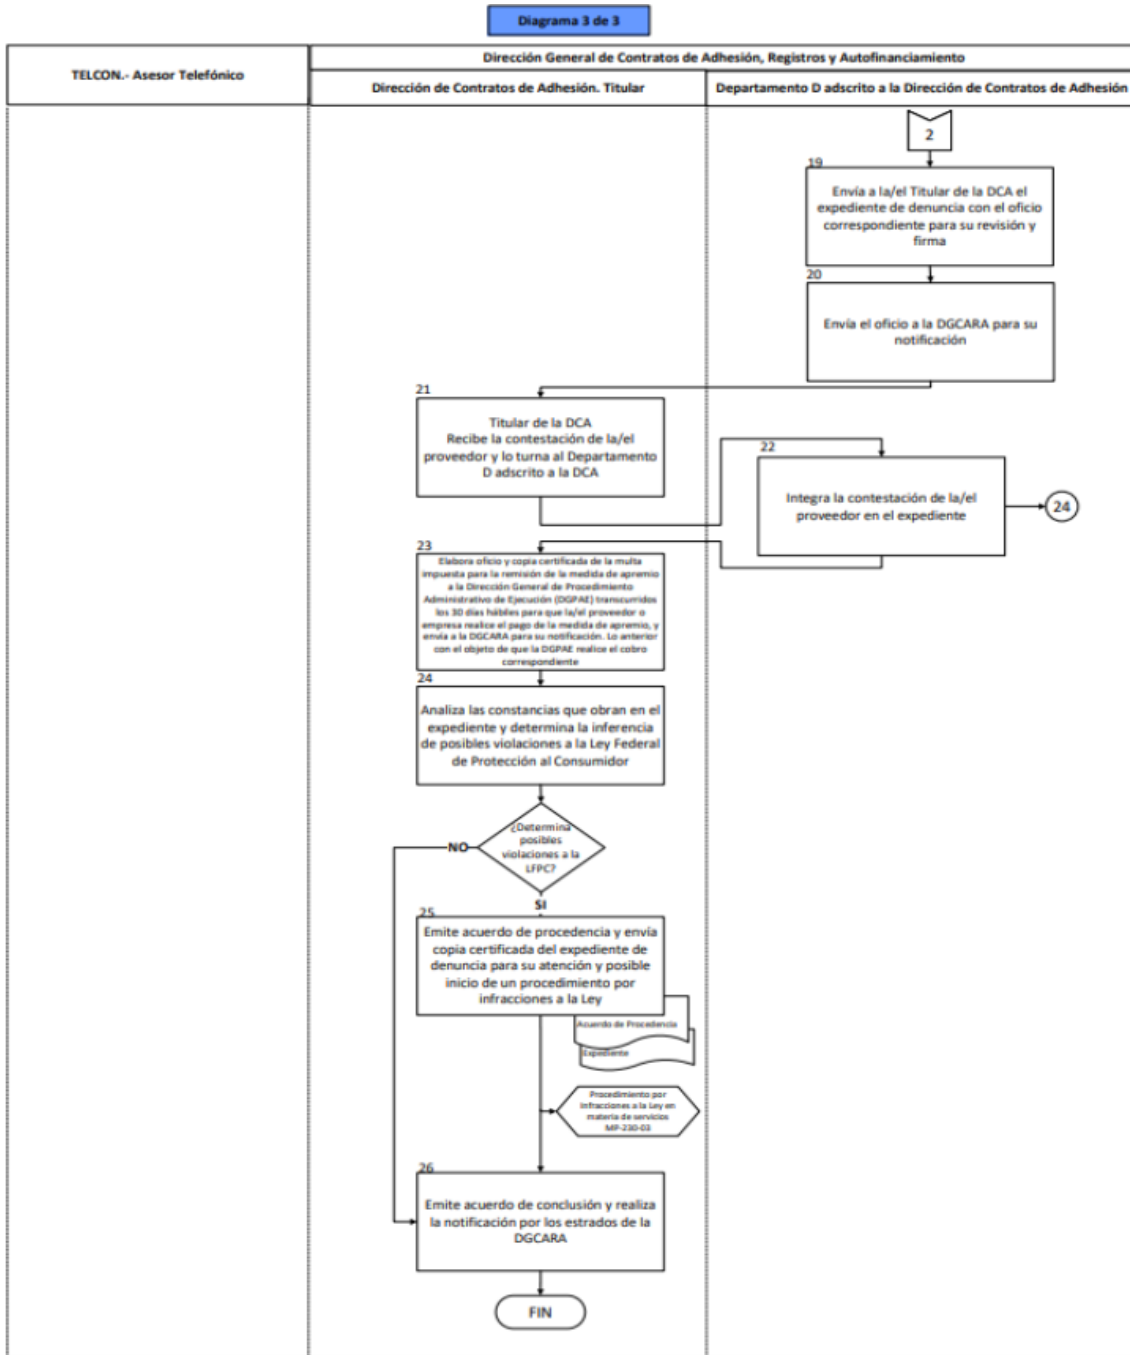 Diagrama 3 de 3
TELCON.- Asesor Telefónico
Dirección General de Contratos de Adhesión, Registros y Autofinanciamiento
Dirección de Contratos de Adhesión. Titular
Departamento D adscrito a la Dirección de Contratos de Adhesión
2
19
Envía a la/el Titular de la DCA el
expediente de denuncia con el oficio
correspondiente para su revisión y
firma
20
Envía el oficio a la DGCARA para su
notificación
21
Titular de la DCA
Recibe la contestación de la/el
proveedor y lo turna al Departamento
D adscrito a la DCA
22
Integra la contestación de la/el
proveedor en el expediente
24
23
Elabora oficio y copia certificada de la multa
impuesta para la remisión de la medida de apremio
a la Dirección General de Procedimiento
Administrativo de Ejecución (DGPAE) transcurridos
los 30 días hábiles para que la/el proveedor o
empresa realice el pago de la medida de apremio, y
envía a la DGCARA para su notificación. Lo anterior
con el objeto de que la DGPAE realice el cobro
correspondiente
24
Analiza las constancias que obran en el
expediente y determina la inferencia
de posibles violaciones a la Ley Federal
de Protección al Consumidor
¿Determina
posibles
violaciones a la
LFPC?
NO
SI
25
Emite acuerdo de procedencia y envía
copia certificada del expediente de
denuncia para su atención y posible
inicio de un procedimiento por
infracciones a la Ley
Acuerdo de Procedencia
Expediente
Procedimiento por
Infracciones a la Ley en
materia de servicios
MP-230-03
26
Emite acuerdo de conclusión y realiza
la notificación por los estrados de la
DGCARA
FIN